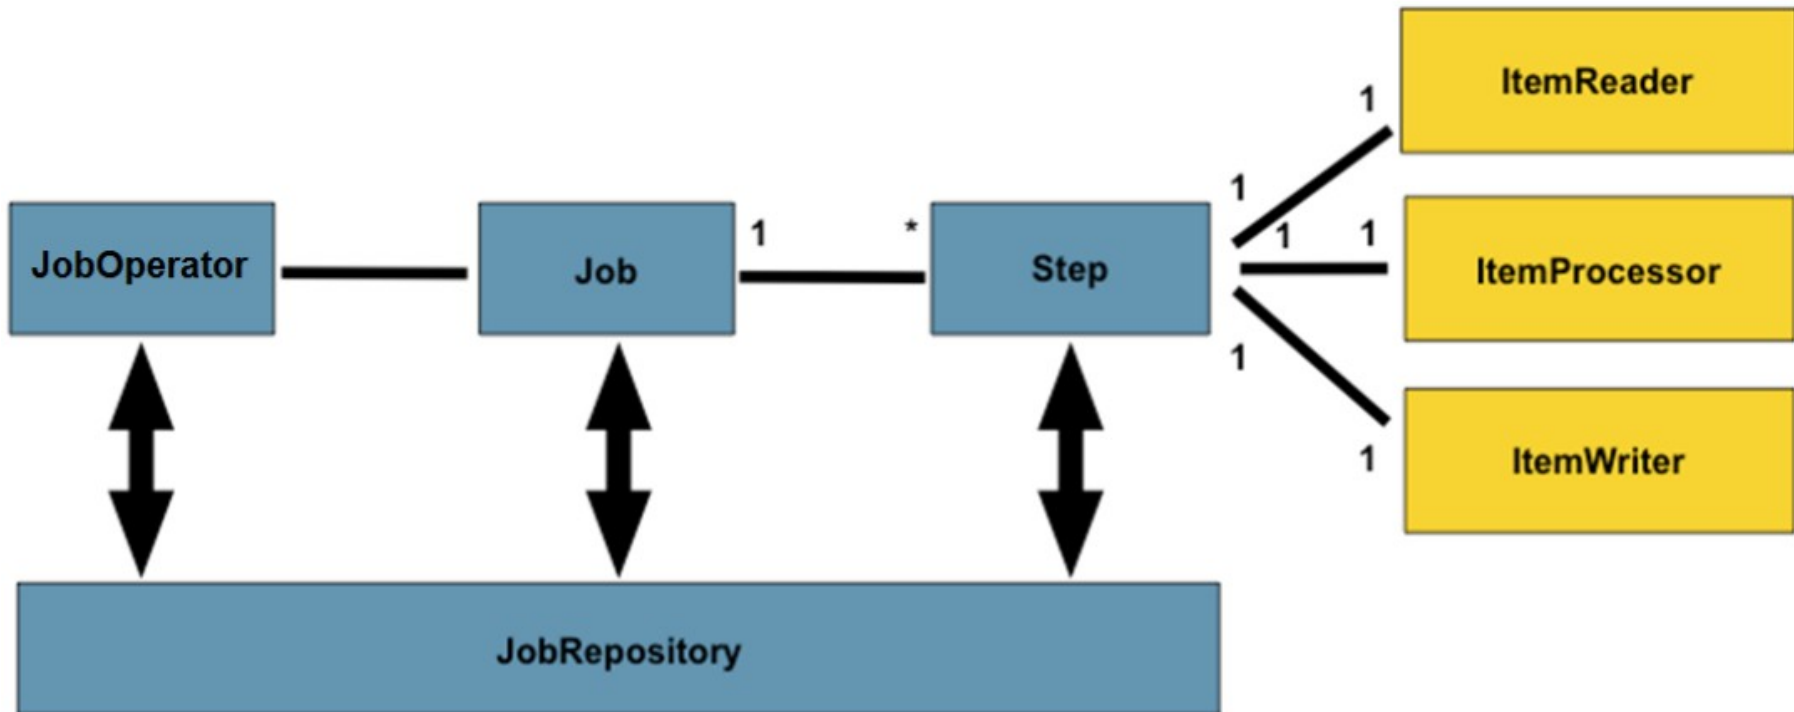 ItemReader
1
1
JobOperator
Job
1
*
Step
1
1
ItemProcessor
1
1
ItemWriter
JobRepository